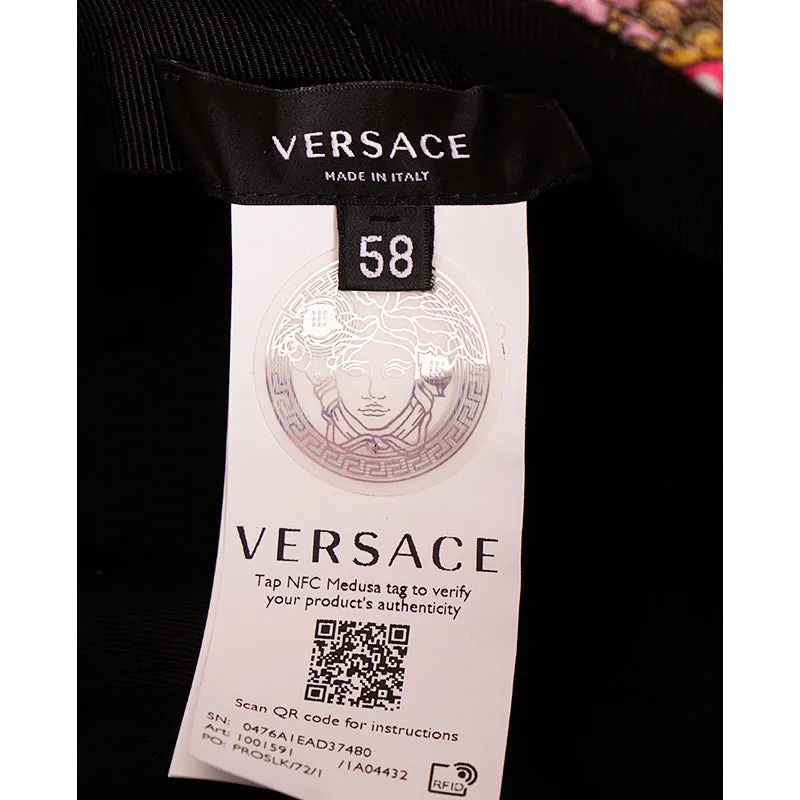 VERSACE
MADE IN ITALY
58
VERSACE
Tap NFC Medusa tag to verify
your product's authenticity
Scan QR code for instructions
SN: 0476A1EAD37480
Art: 1001591 /1A04432
PO: PROSLK/72/1
RFID